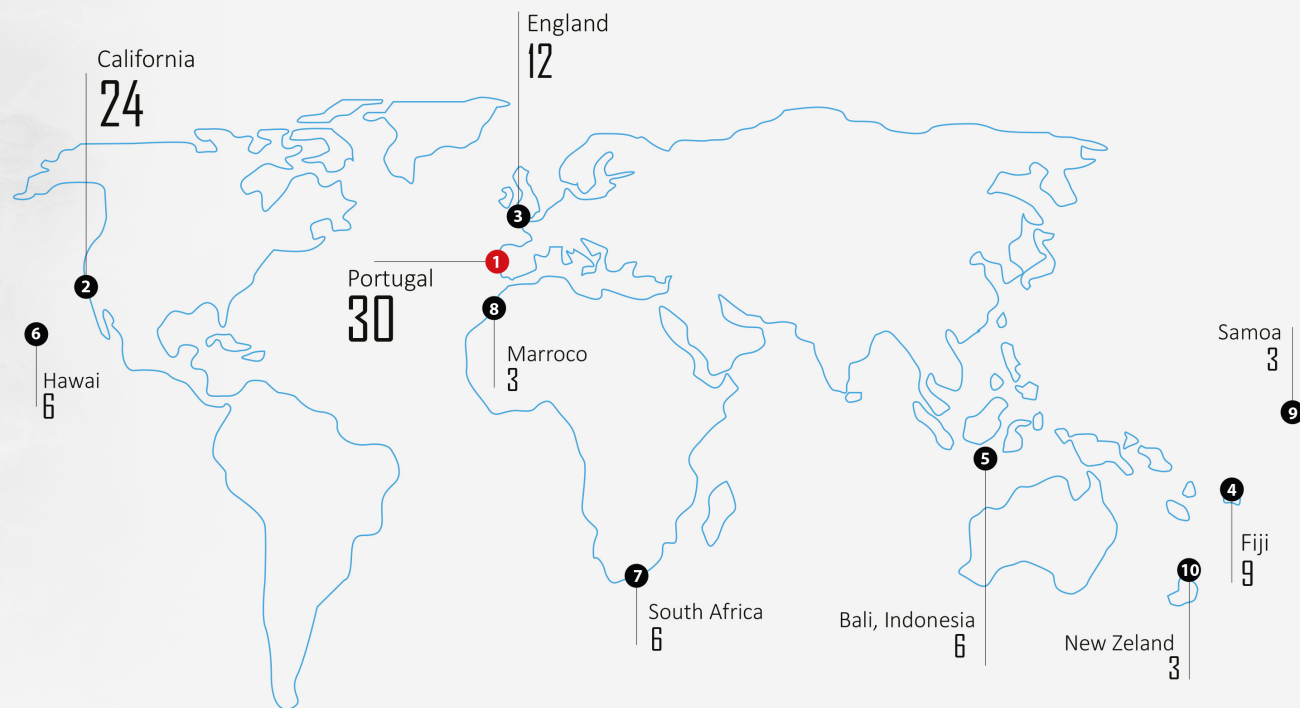 England
12
California
24
3
1
Portugal
30
2
8
6
Marroco
3
Hawai
6
Samoa
3
9
5
4
Fiji
9
7
10
South Africa
6
Bali, Indonesia
6
New Zeland
3